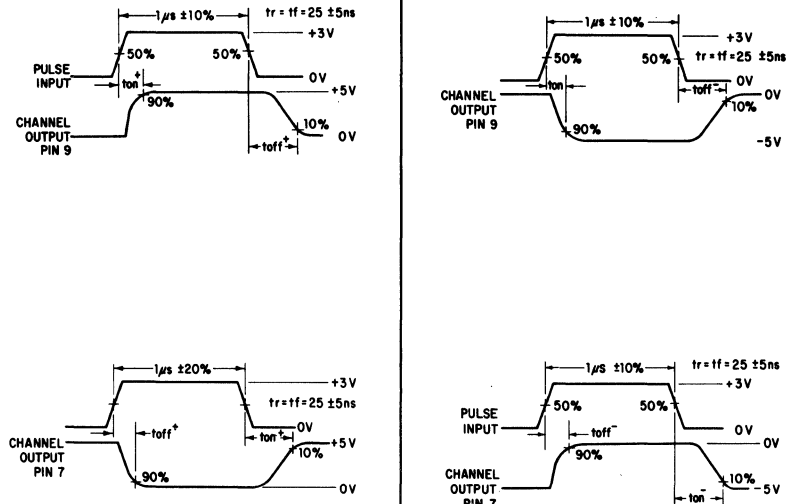 1µs ±10% tr = tf = 25 ±5ns
+3V
50% 50%
PULSE
INPUT
0V
ton+
+5V
90%
CHANNEL
OUTPUT
PIN 9
10%
0V
toff+
1µs ±10%
+3V
tr = tf = 25 ±5ns
50% 50%
0V
ton toff-
0V
10%
CHANNEL
OUTPUT
PIN 9
90%
-5V
1µs ±20%
+3V
tr = tf = 25 ±5ns
0V
toff+ ton+
+5V
CHANNEL
OUTPUT
PIN 7
10%
90%
0V
1µs ±10% tr = tf = 25 ±5ns
+3V
50% 50%
PULSE
INPUT
0V
toff-
0V
90%
CHANNEL
OUTPUT
PIN 7
10%
-5V
ton-